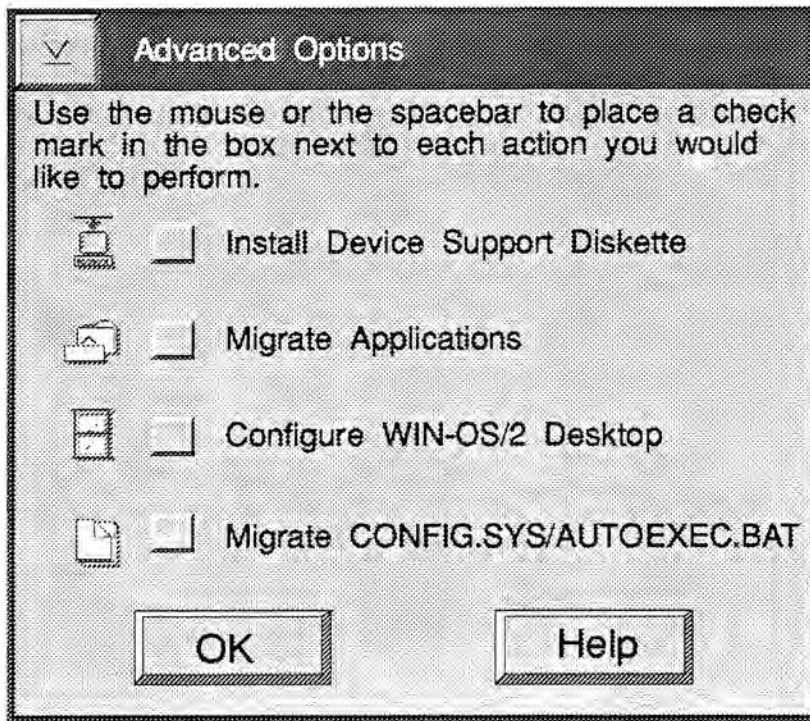 Advanced Options
Use the mouse or the spacebar to place a check
mark in the box next to each action you would
like to perform.
Install Device Support Diskette
Migrate Applications
Configure WIN-OS/2 Desktop
Migrate CONFIG.SYS/AUTOEXEC.BAT
OK
Help